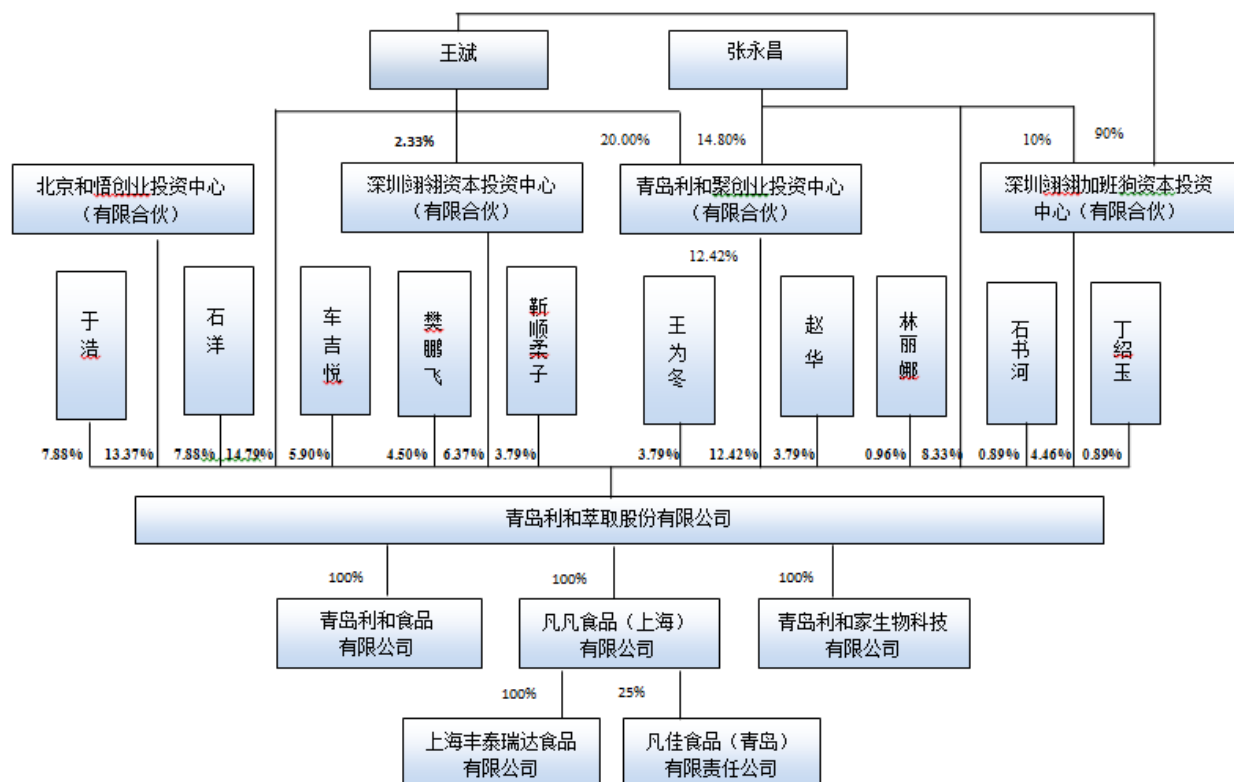 王斌
张永昌
2.33%
20.00%
14.80%
10%
90%
北京和悟创业投资中心
（有限合伙）
深圳翊翎资本投资中心
（有限合伙）
青岛利和聚创业投资中心
（有限合伙）
深圳翊翎加班狗资本投资
中心（有限合伙）
12.42%
于浩
石洋
车吉悦
樊鹏飞
靳顺柔子
王为冬
赵华
林丽娜
石书河
丁绍玉
7.88%
13.37%
7.88%
14.79%
5.90%
4.50%
6.37%
3.79%
3.79%
12.42%
3.79%
0.96%
8.33%
0.89%
4.46%
0.89%
青岛利和萃取股份有限公司
100%
100%
100%
青岛利和食品
有限公司
凡凡食品（上海）
有限公司
青岛利和家生物科技
有限公司
100%
25%
上海丰泰瑞达食品
有限公司
凡佳食品（青岛）
有限责任公司